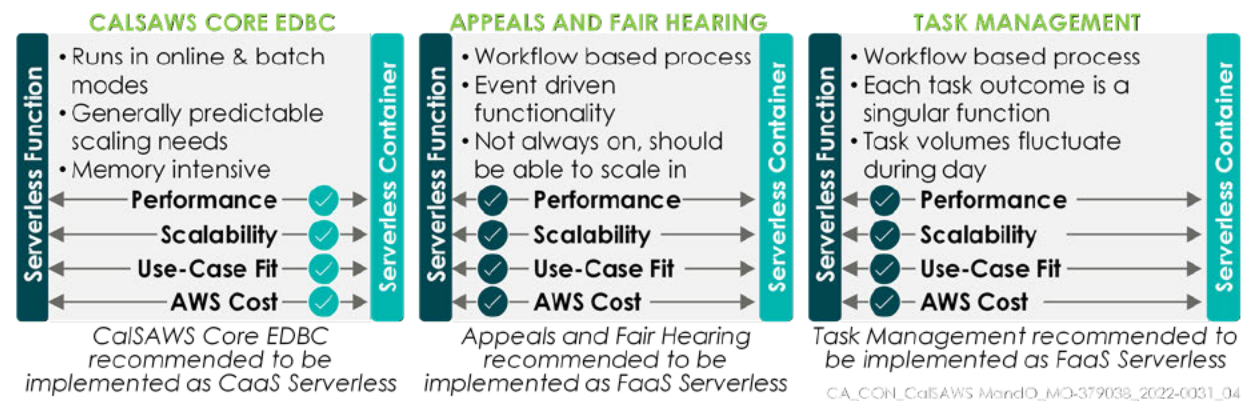 CALSAWS CORE EDBC
Serverless Function
• Runs in online & batch
modes
• Generally predictable
scaling needs
• Memory intensive
Performance
Scalability
Use-Case Fit
AWS Cost
Serverless Container
CalSAWS Core EDBC
recommended to be
implemented as CaaS Serverless
APPEALS AND FAIR HEARING
Serverless Function
• Workflow based process
• Event driven
functionality
• Not always on, should
be able to scale in
Performance
Scalability
Use-Case Fit
AWS Cost
Serverless Container
Appeals and Fair Hearing
recommended to be
implemented as FaaS Serverless
TASK MANAGEMENT
Serverless Function
• Workflow based process
• Each task outcome is a
singular function
• Task volumes fluctuate
during day
Performance
Scalability
Use-Case Fit
AWS Cost
Serverless Container
Task Management recommended to
be implemented as FaaS Serverless
CA_CON_CalSAWS MandO_MO-379038_2022-0031_04